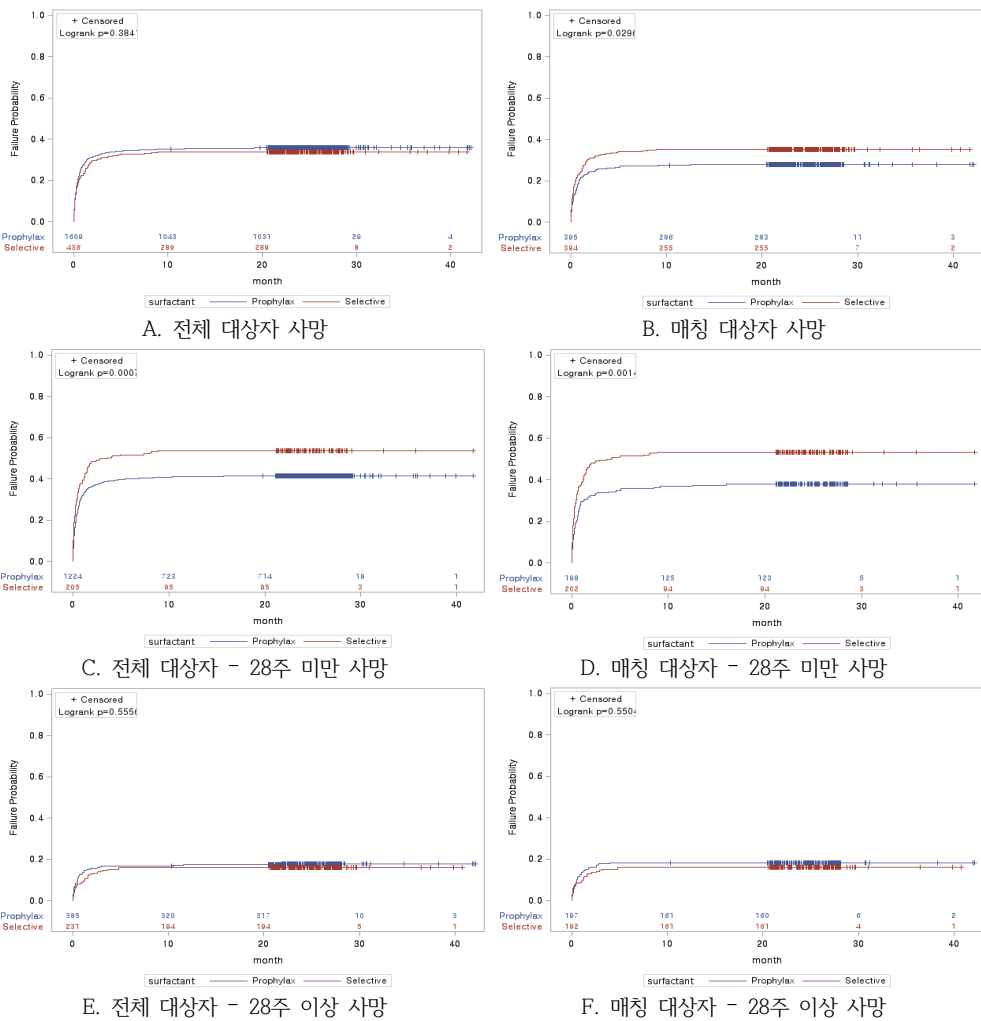 + Censored
Logrank p=0.384
1.0
0.8
0.6
0.4
0.2
0.0
Failure Probability
Prophylax 1609 1043 1031 29 4
Selective 436 289 289 8 2
0 10 20 30 40
month
surfactant Prophylax Selective
A. 전체 대상자 사망
+ Censored
Logrank p=0.029
1.0
0.8
0.6
0.4
0.2
0.0
Failure Probability
Prophylax 395 286 283 11 3
Selective 394 255 255 7 2
0 10 20 30 40
month
surfactant Prophylax Selective
B. 매칭 대상자 사망
+ Censored
Logrank p=0.000
1.0
0.8
0.6
0.4
0.2
0.0
Failure Probability
Prophylax 1224 723 714 19 1
Selective 205 95 95 3 1
0 10 20 30 40
month
surfactant Prophylax Selective
C. 전체 대상자 - 28주 미만 사망
+ Censored
Logrank p=0.001
1.0
0.8
0.6
0.4
0.2
0.0
Failure Probability
Prophylax 198 125 123 5 1
Selective 202 94 94 3 1
0 10 20 30 40
month
surfactant Prophylax Selective
D. 매칭 대상자 - 28주 미만 사망
+ Censored
Logrank p=0.555
1.0
0.8
0.6
0.4
0.2
0.0
Failure Probability
Prophylax 385 320 317 10 3
Selective 231 194 194 5 1
0 10 20 30 40
month
surfactant Prophylax Selective
E. 전체 대상자 - 28주 이상 사망
+ Censored
Logrank p=0.550
1.0
0.8
0.6
0.4
0.2
0.0
Failure Probability
Prophylax 197 161 160 6 2
Selective 192 161 161 4 1
0 10 20 30 40
month
surfactant Prophylax Selective
F. 매칭 대상자 - 28주 이상 사망